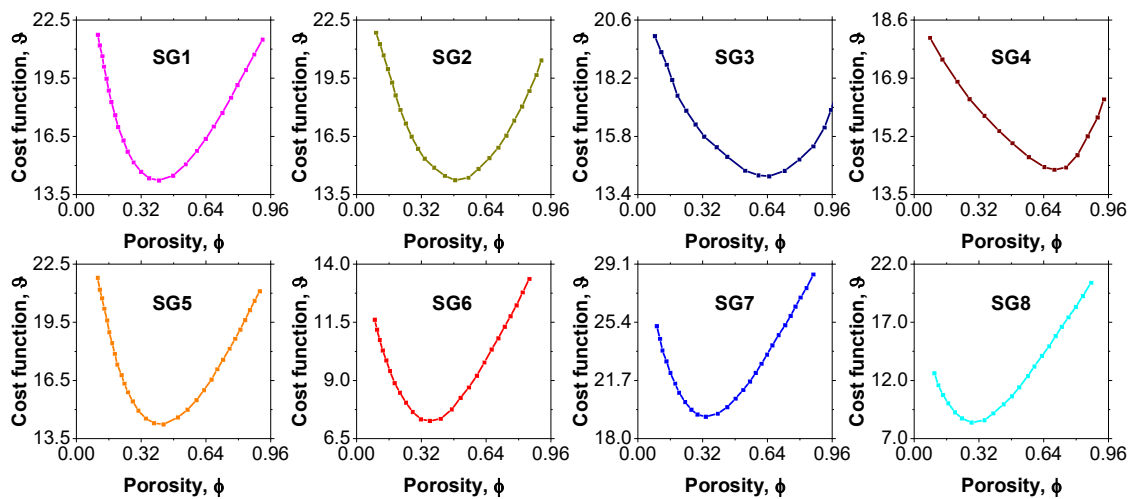 Cost function, ϑ
22.5
19.5
16.5
13.5
SG1
0.00 0.32 0.64 0.96
Porosity, ϕ
Cost function, ϑ
22.5
19.5
16.5
13.5
SG2
0.00 0.32 0.64 0.96
Porosity, ϕ
Cost function, ϑ
20.6
18.2
15.8
13.4
SG3
0.00 0.32 0.64 0.96
Porosity, ϕ
Cost function, ϑ
18.6
16.9
15.2
13.5
SG4
0.00 0.32 0.64 0.96
Porosity, ϕ
Cost function, ϑ
22.5
19.5
16.5
13.5
SG5
0.00 0.32 0.64 0.96
Porosity, ϕ
Cost function, ϑ
14.0
11.5
9.0
6.5
SG6
0.00 0.32 0.64 0.96
Porosity, ϕ
Cost function, ϑ
29.1
25.4
21.7
18.0
SG7
0.00 0.32 0.64 0.96
Porosity, ϕ
Cost function, ϑ
22.0
17.0
12.0
7.0
SG8
0.00 0.32 0.64 0.96
Porosity, ϕ